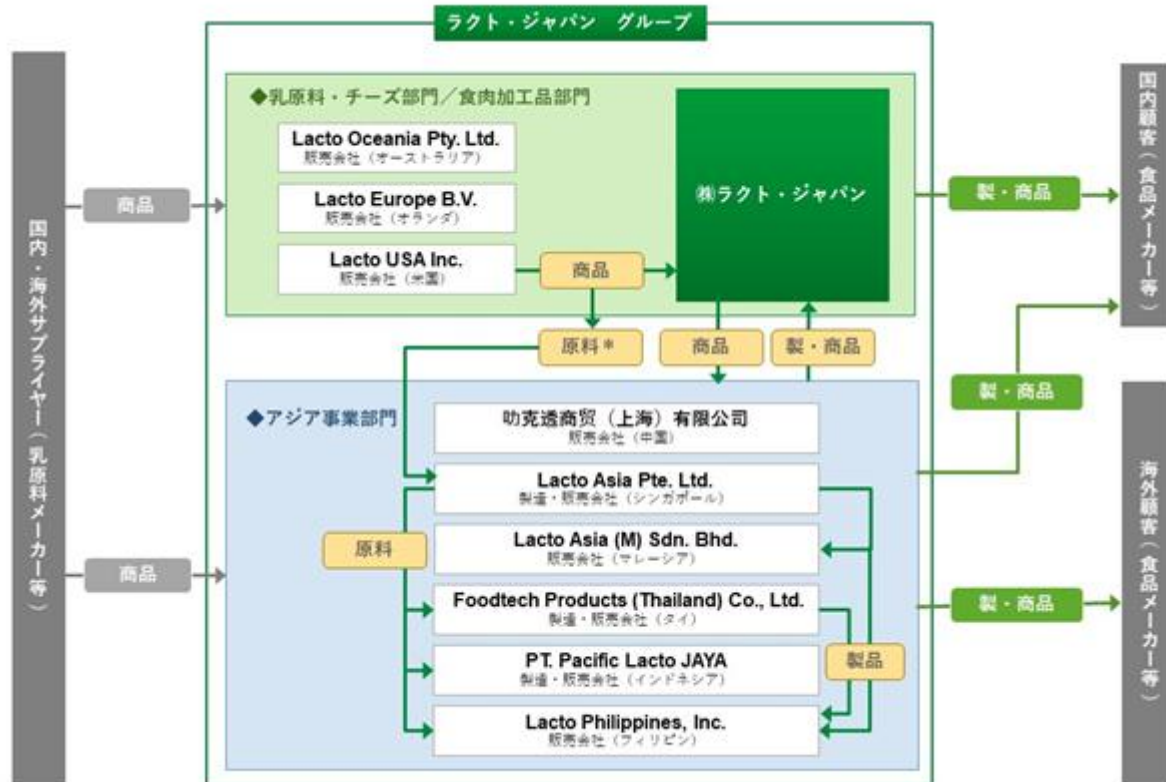 ラクト・ジャパン グループ
国内・海外サプライヤー(乳原料メーカー等)
商品
商品
◆乳原料・チーズ部門/食肉加工品部門
Lacto Oceania Pty. Ltd.
販売会社(オーストラリア)
Lacto Europe B.V.
販売会社(オランダ)
Lacto USA Inc.
販売会社(米国)
商品
㈱ラクト・ジャパン
原料*
商品
製・商品
◆アジア事業部門
叻克透商贸(上海)有限公司
販売会社(中国)
Lacto Asia Pte. Ltd.
製造・販売会社(シンガポール)
Lacto Asia (M) Sdn. Bhd.
販売会社(マレーシア)
Foodtech Products (Thailand) Co., Ltd.
製造・販売会社(タイ)
PT. Pacific Lacto JAYA
製造・販売会社(インドネシア)
Lacto Philippines, Inc.
販売会社(フィリピン)
原料
製品
製・商品
製・商品
製・商品
国内顧客(食品メーカー等)
海外顧客(食品メーカー等)